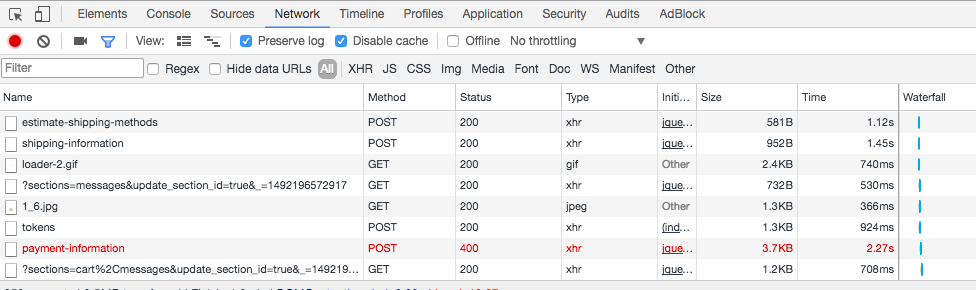 Elements Console Sources Network Timeline Profiles Application Security Audits AdBlock
View: Preserve log Disable cache Offline No throttling
Filter Regex Hide data URLs All XHR JS CSS Img Media Font Doc WS Manifest Other
Name Method Status Type Initi... Size Time Waterfall
estimate-shipping-methods POST 200 xhr jque... 581B 1.12s
shipping-information POST 200 xhr jque... 952B 1.45s
loader-2.gif GET 200 gif Other 2.4KB 740ms
?sections=messages&update_section_id=true&_=1492196572917 GET 200 xhr jque... 732B 530ms
1_6.jpg GET 200 jpeg Other 1.3KB 366ms
tokens POST 200 xhr (ind... 1.3KB 924ms
payment-information POST 400 xhr jque... 3.7KB 2.27s
?sections=cart%2Cmessages&update_section_id=true&_=149219... GET 200 xhr jque... 1.2KB 708ms